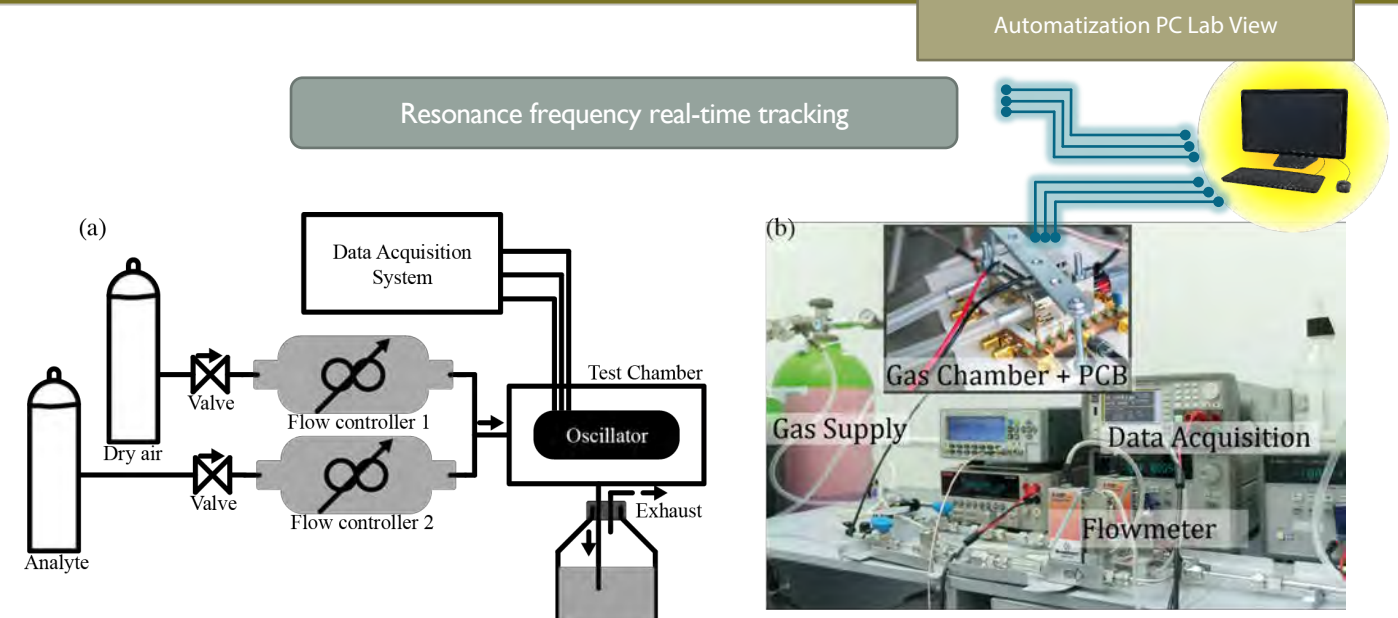 Automatization PC Lab View
Resonance frequency real-time tracking
(a)
Data Acquisition
System
Test Chamber
Valve
Flow controller 1
Oscillator
Dry air
Valve
Flow controller 2
Exhaust
Analyte
(b)
Gas Chamber + PCB
Gas Supply
Data Acquisition
Flowmeter